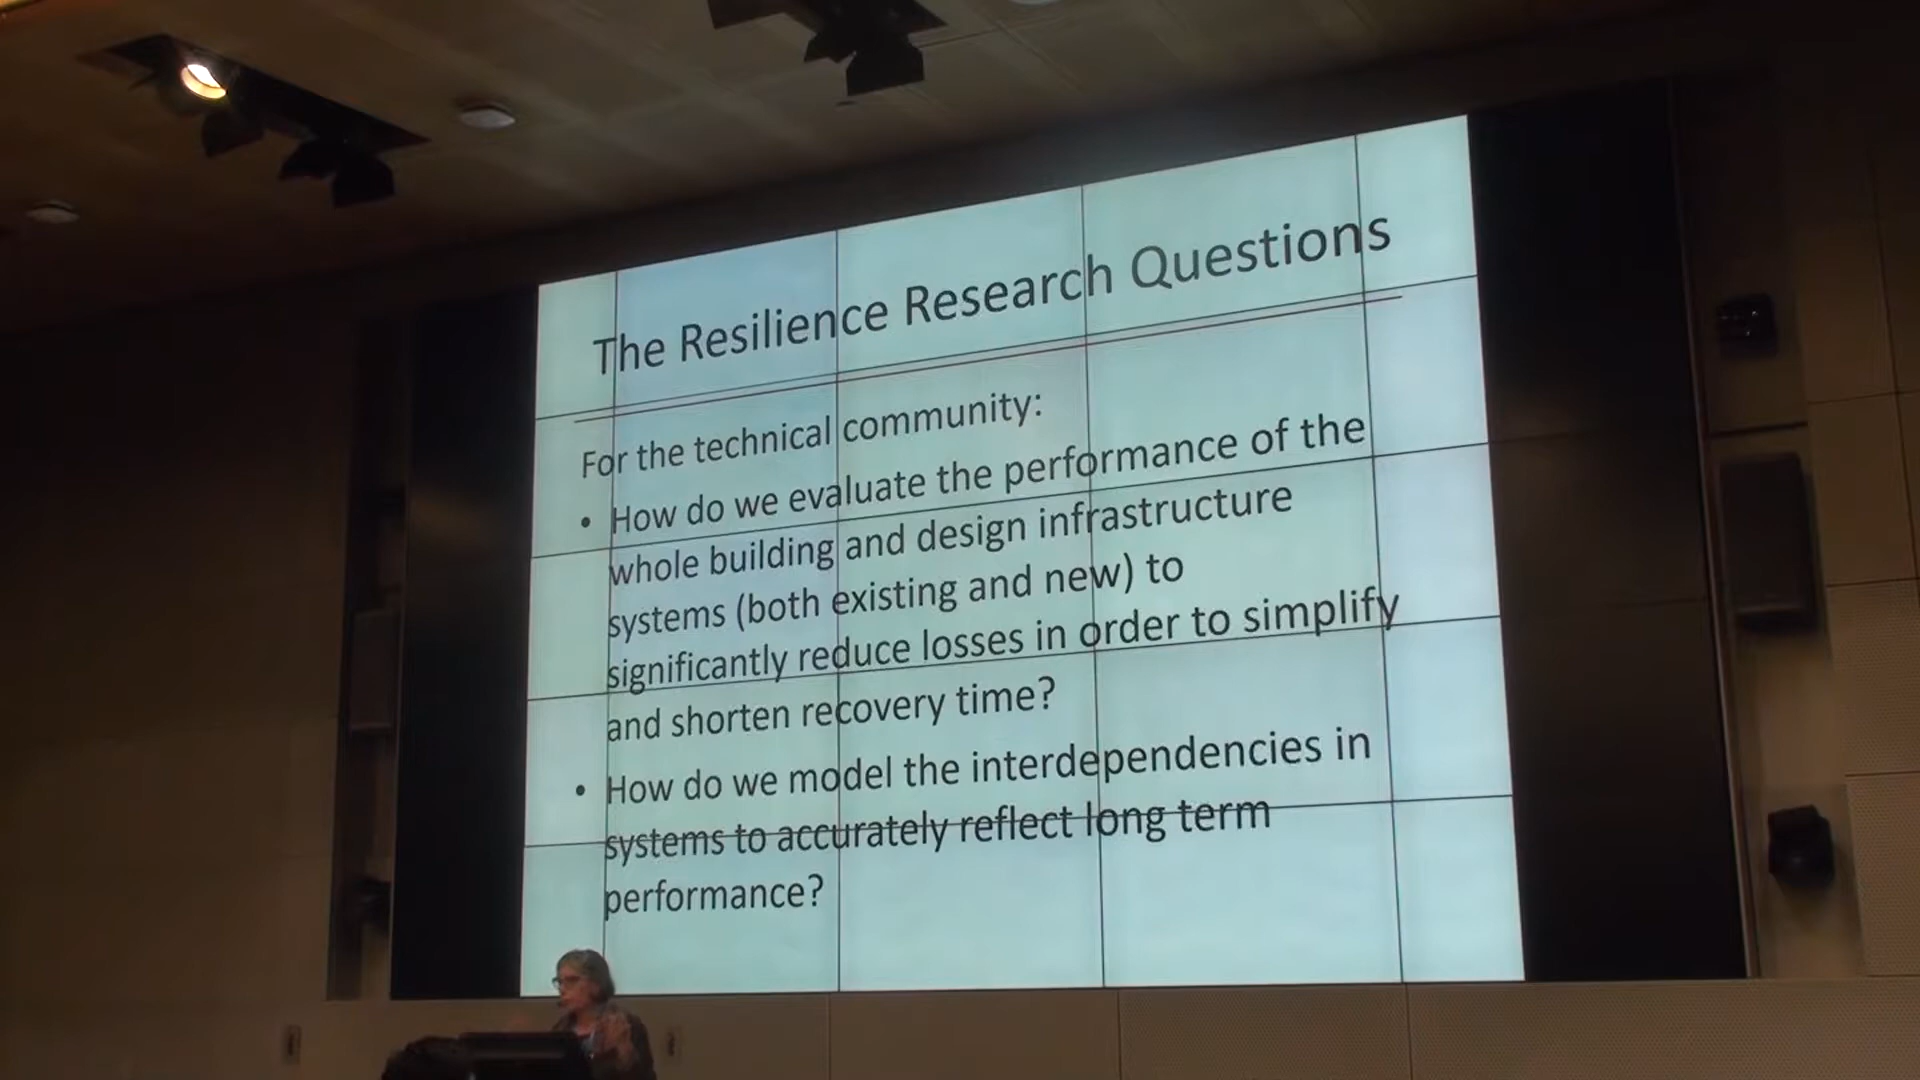 The Resilience Research Questions
For the technical community:
• How do we evaluate the performance of the
whole building and design infrastructure
systems (both existing and new) to
significantly reduce losses in order to simplify
and shorten recovery time?
• How do we model the interdependencies in
systems to accurately reflect long term
performance?